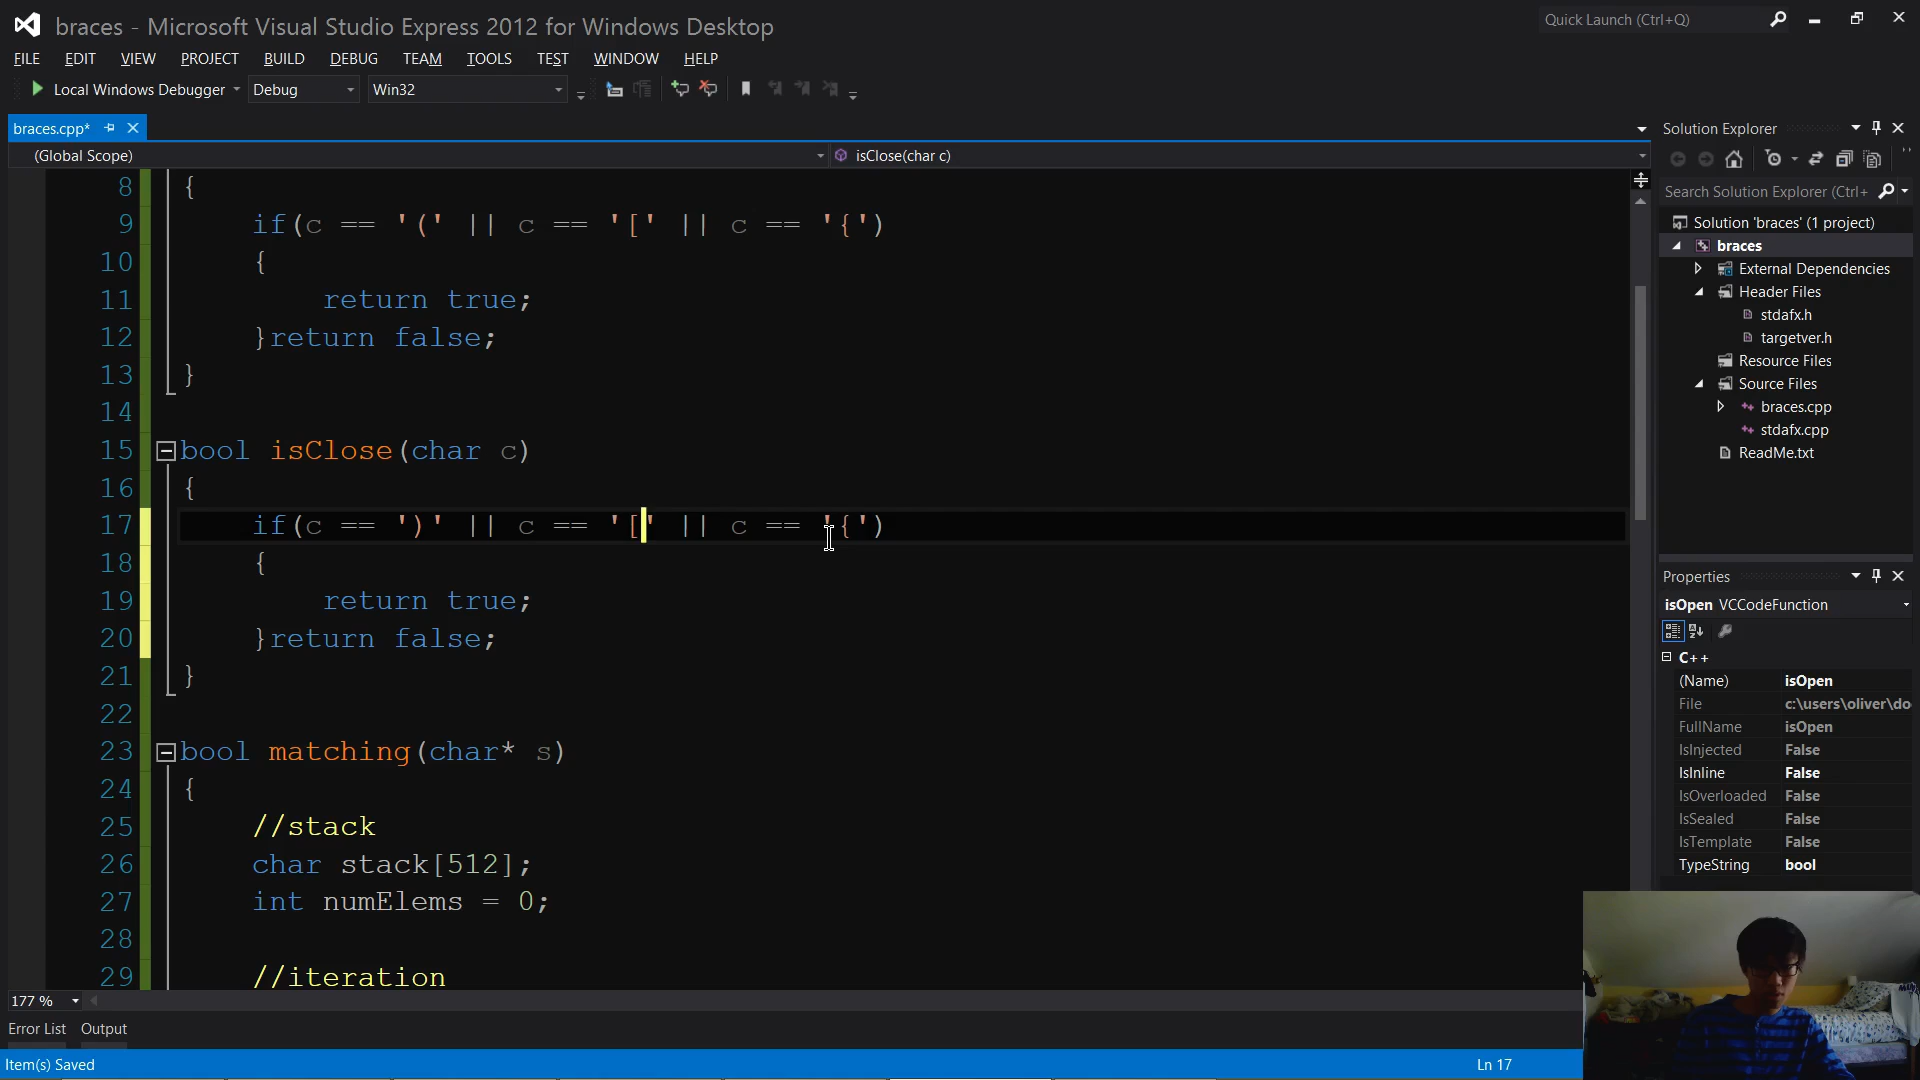 braces - Microsoft Visual Studio Express 2012 for Windows Desktop
Quick Launch (Ctrl+Q)
FILE EDIT VIEW PROJECT BUILD DEBUG TEAM TOOLS TEST WINDOW HELP
Local Windows Debugger Debug Win32
braces.cpp*
(Global Scope) isClose(char c)
8 {
9 if(c == '(' || c == '[' || c == '{')
10 {
11 return true;
12 }return false;
13 }
14
15 bool isClose(char c)
16 {
17 if(c == ')' || c == '[' || c == '{')
18 {
19 return true;
20 }return false;
21 }
22
23 bool matching(char* s)
24 {
25 //stack
26 char stack[512];
27 int numElems = 0;
28
29 //iteration
177 %
Error List Output
Item(s) Saved
Ln 17
Solution Explorer
Search Solution Explorer (Ctrl+
Solution 'braces' (1 project)
braces
External Dependencies
Header Files
stdafx.h
targetver.h
Resource Files
Source Files
braces.cpp
stdafx.cpp
ReadMe.txt
Properties
isOpen VCCodeFunction
C++
(Name) isOpen
File c:\users\oliver\do
FullName isOpen
IsInjected False
IsInline False
IsOverloaded False
IsSealed False
IsTemplate False
TypeString bool